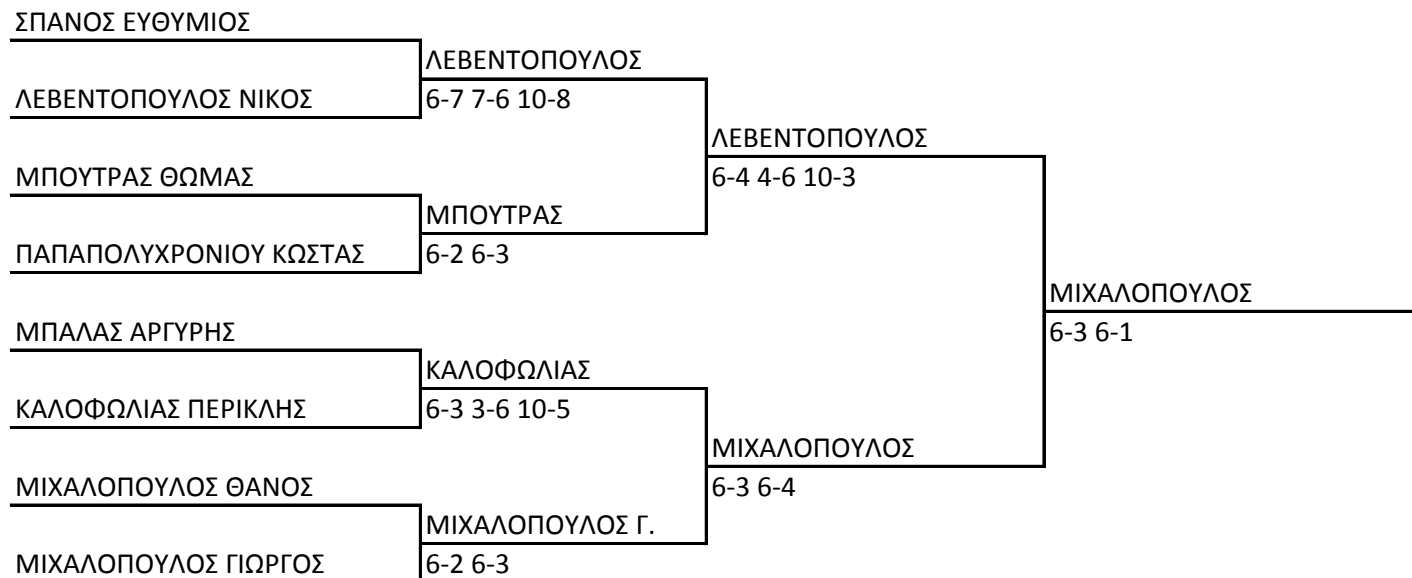 ΣΠΑΝΟΣ ΕΥΘΥΜΙΟΣ
ΛΕΒΕΝΤΟΠΟΥΛΟΣ
ΛΕΒΕΝΤΟΠΟΥΛΟΣ ΝΙΚΟΣ
6-7 7-6 10-8
ΛΕΒΕΝΤΟΠΟΥΛΟΣ
ΜΠΟΥΤΡΑΣ ΘΩΜΑΣ
6-4 4-6 10-3
ΜΠΟΥΤΡΑΣ
ΠΑΠΑΠΟΛΥΧΡΟΝΙΟΥ ΚΩΣΤΑΣ
6-2 6-3
ΜΙΧΑΛΟΠΟΥΛΟΣ
ΜΠΑΛΑΣ ΑΡΓΥΡΗΣ
6-3 6-1
ΚΑΛΟΦΩΛΙΑΣ
ΚΑΛΟΦΩΛΙΑΣ ΠΕΡΙΚΛΗΣ
6-3 3-6 10-5
ΜΙΧΑΛΟΠΟΥΛΟΣ
ΜΙΧΑΛΟΠΟΥΛΟΣ ΘΑΝΟΣ
6-3 6-4
ΜΙΧΑΛΟΠΟΥΛΟΣ Γ.
ΜΙΧΑΛΟΠΟΥΛΟΣ ΓΙΩΡΓΟΣ
6-2 6-3